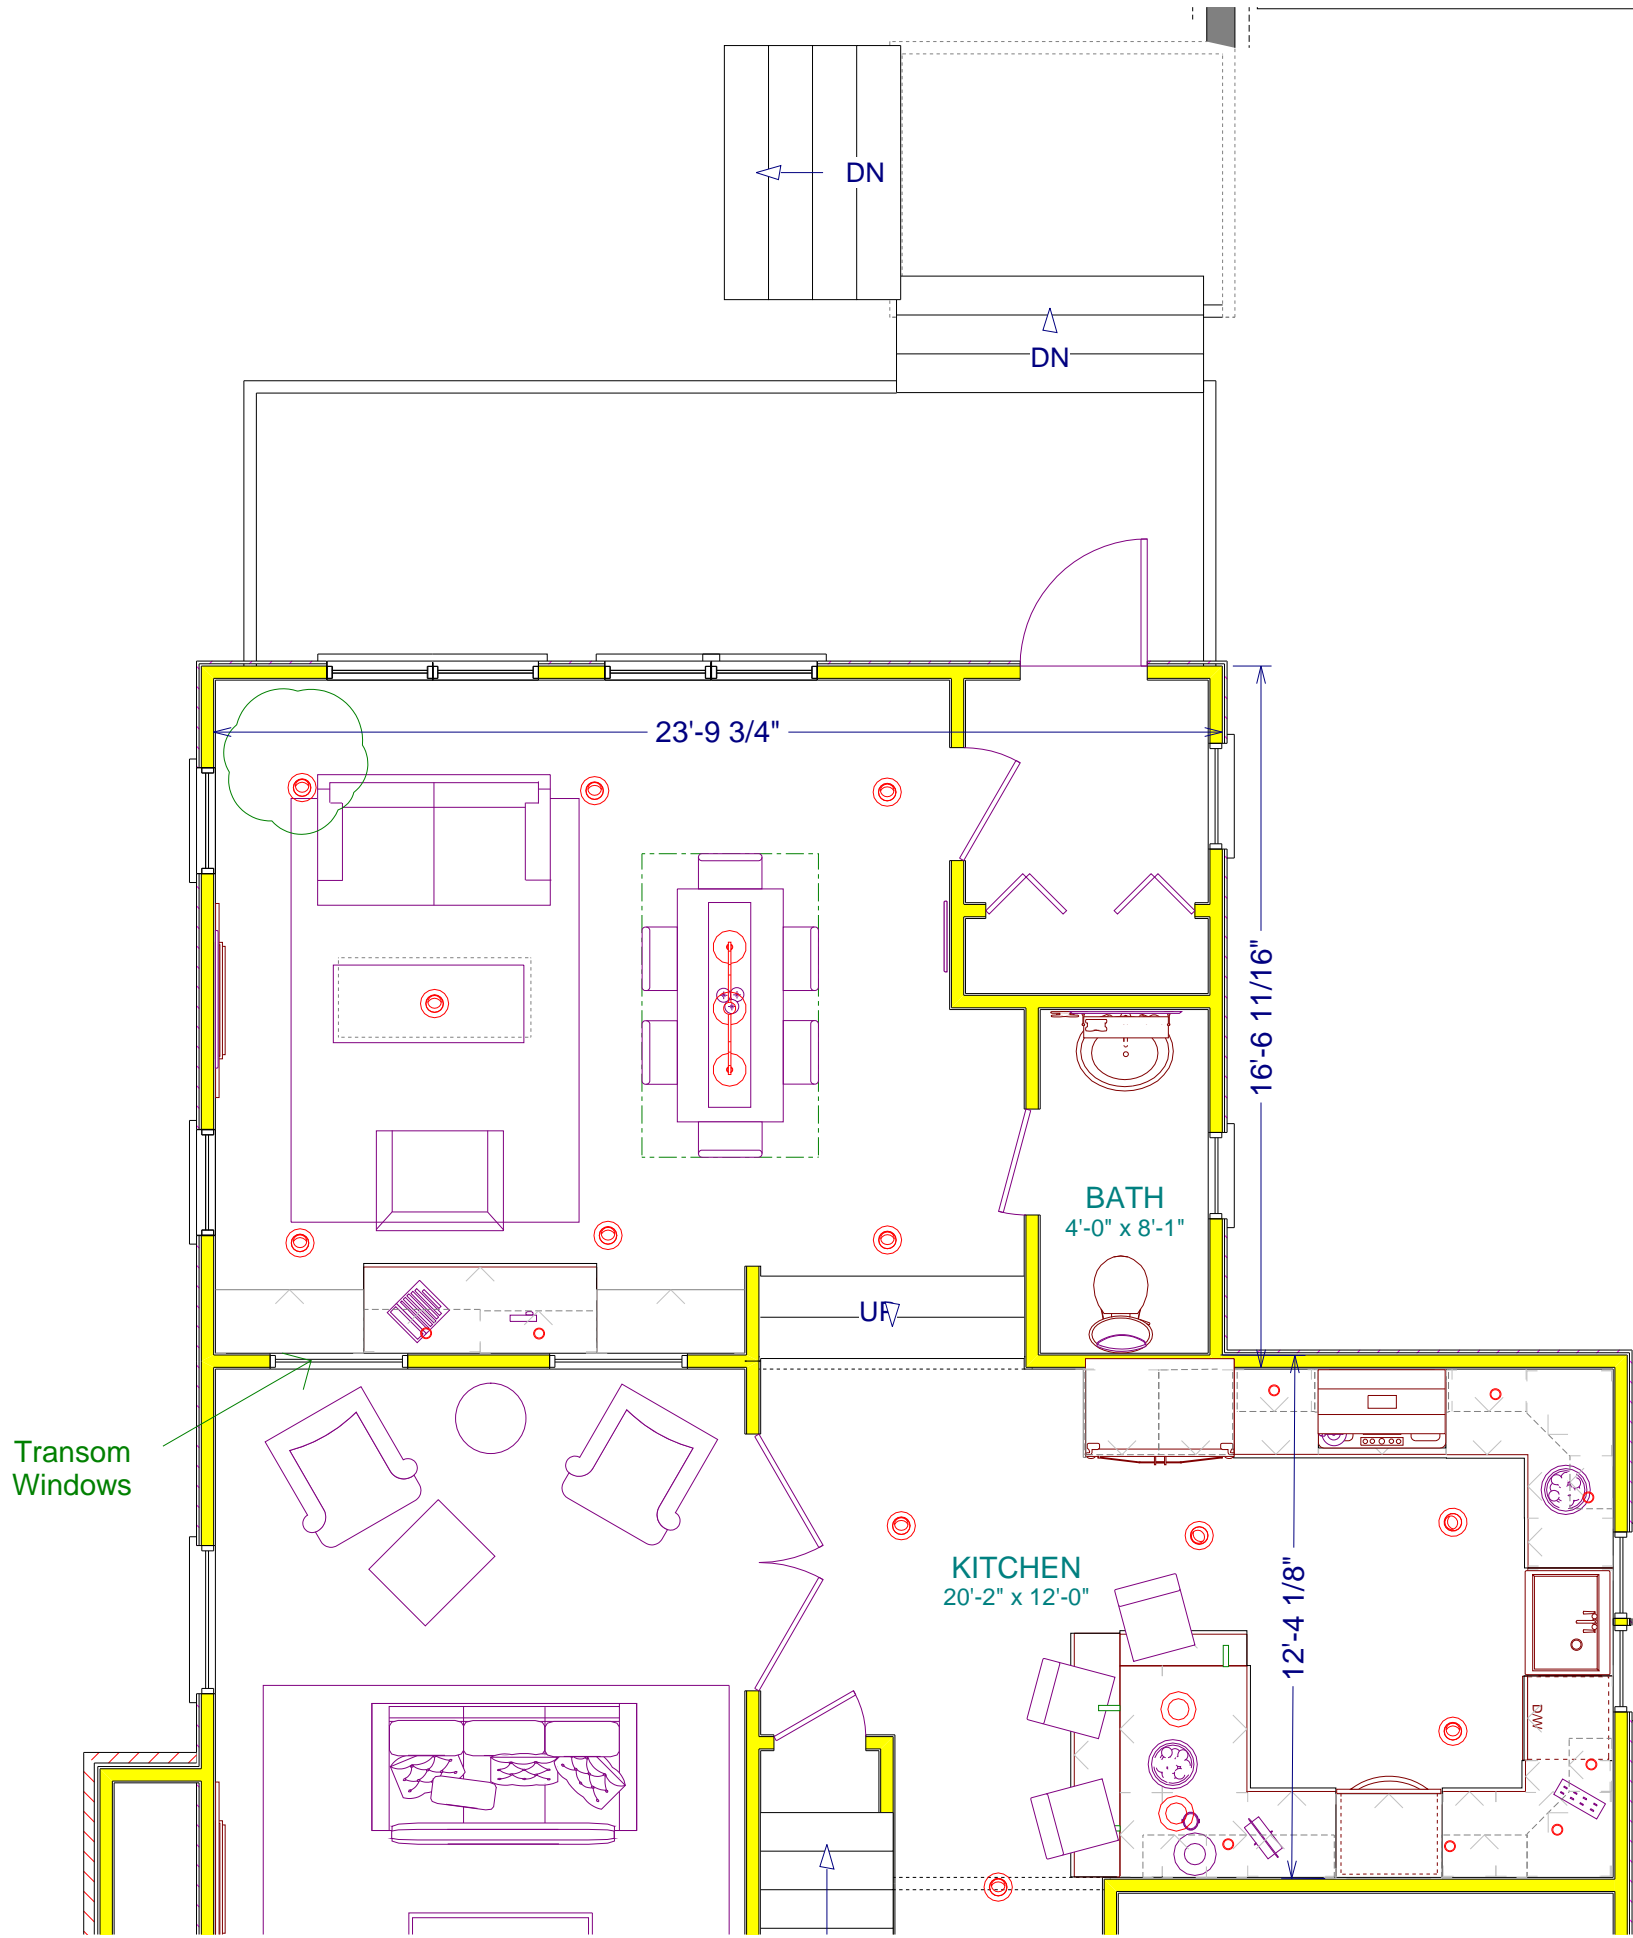 DN
DN
23'-9 3/4"
16'-6 11/16"
BATH
4'-0" x 8'-1"
UP
Transom
Windows
KITCHEN
20'-2" x 12'-0"
12'-4 1/8"
D/W